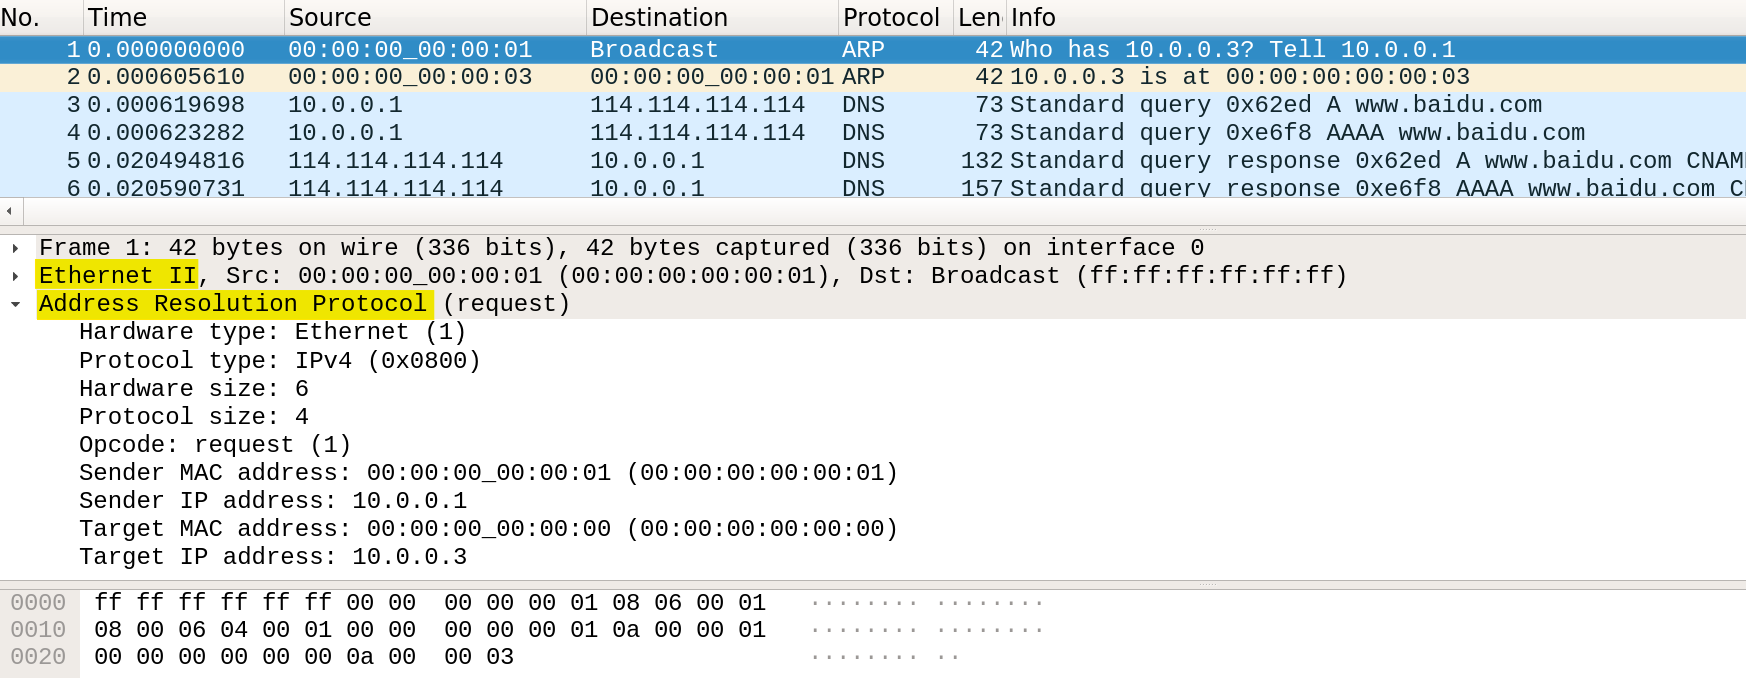 No. Time Source Destination Protocol Len Info
1 0.000000000 00:00:00_00:00:01 Broadcast ARP 42 Who has 10.0.0.3? Tell 10.0.0.1
2 0.000605610 00:00:00_00:00:03 00:00:00_00:00:01 ARP 42 10.0.0.3 is at 00:00:00:00:00:03
3 0.000619698 10.0.0.1 114.114.114.114 DNS 73 Standard query 0x62ed A www.baidu.com
4 0.000623282 10.0.0.1 114.114.114.114 DNS 73 Standard query 0xe6f8 AAAA www.baidu.com
5 0.020494816 114.114.114.114 10.0.0.1 DNS 132 Standard query response 0x62ed A www.baidu.com CNAM
6 0.020590731 114.114.114.114 10.0.0.1 DNS 157 Standard query response 0xe6f8 AAAA www.baidu.com C
Frame 1: 42 bytes on wire (336 bits), 42 bytes captured (336 bits) on interface 0
Ethernet II, Src: 00:00:00_00:00:01 (00:00:00:00:00:01), Dst: Broadcast (ff:ff:ff:ff:ff:ff)
Address Resolution Protocol (request)
Hardware type: Ethernet (1)
Protocol type: IPv4 (0x0800)
Hardware size: 6
Protocol size: 4
Opcode: request (1)
Sender MAC address: 00:00:00_00:00:01 (00:00:00:00:00:01)
Sender IP address: 10.0.0.1
Target MAC address: 00:00:00_00:00:00 (00:00:00:00:00:00)
Target IP address: 10.0.0.3
0000 ff ff ff ff ff ff 00 00 00 00 00 01 08 06 00 01 ········ ········
0010 08 00 06 04 00 01 00 00 00 00 00 01 0a 00 00 01 ········ ········
0020 00 00 00 00 00 00 0a 00 00 03 ········ ··